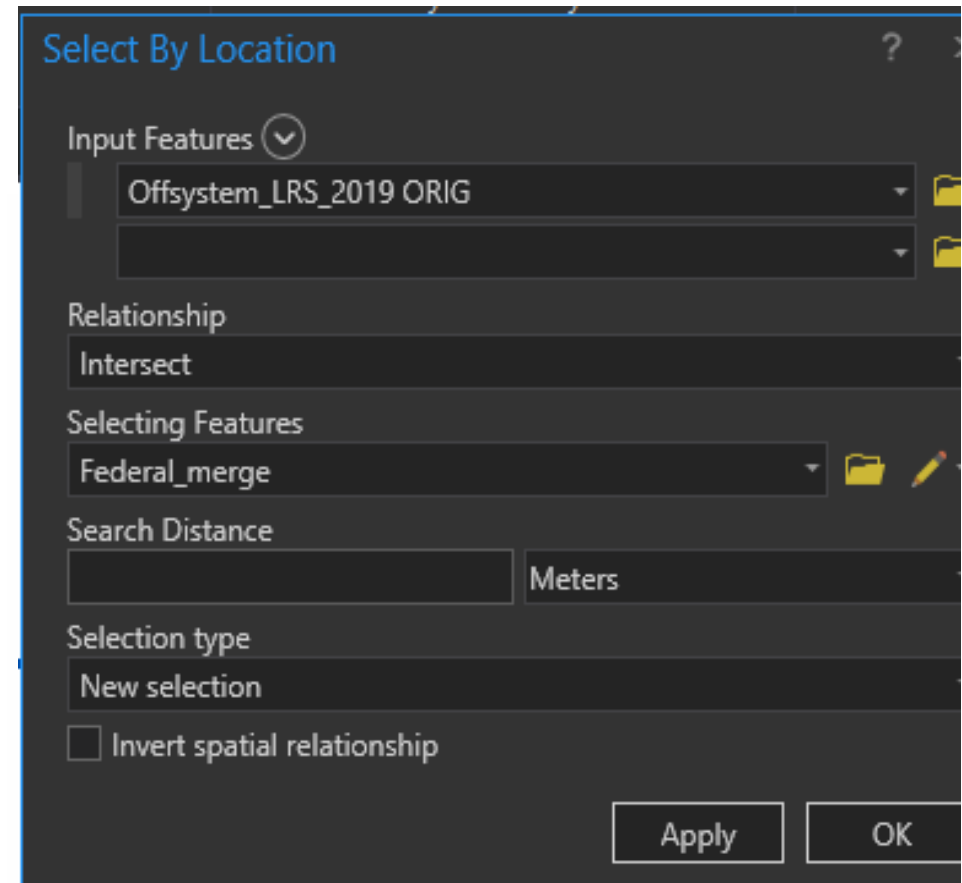 Select By Location ?
Input Features
Offsystem_LRS_2019 ORIG
Relationship
Intersect
Selecting Features
Federal_merge
Search Distance
Meters
Selection type
New selection
Invert spatial relationship
Apply OK